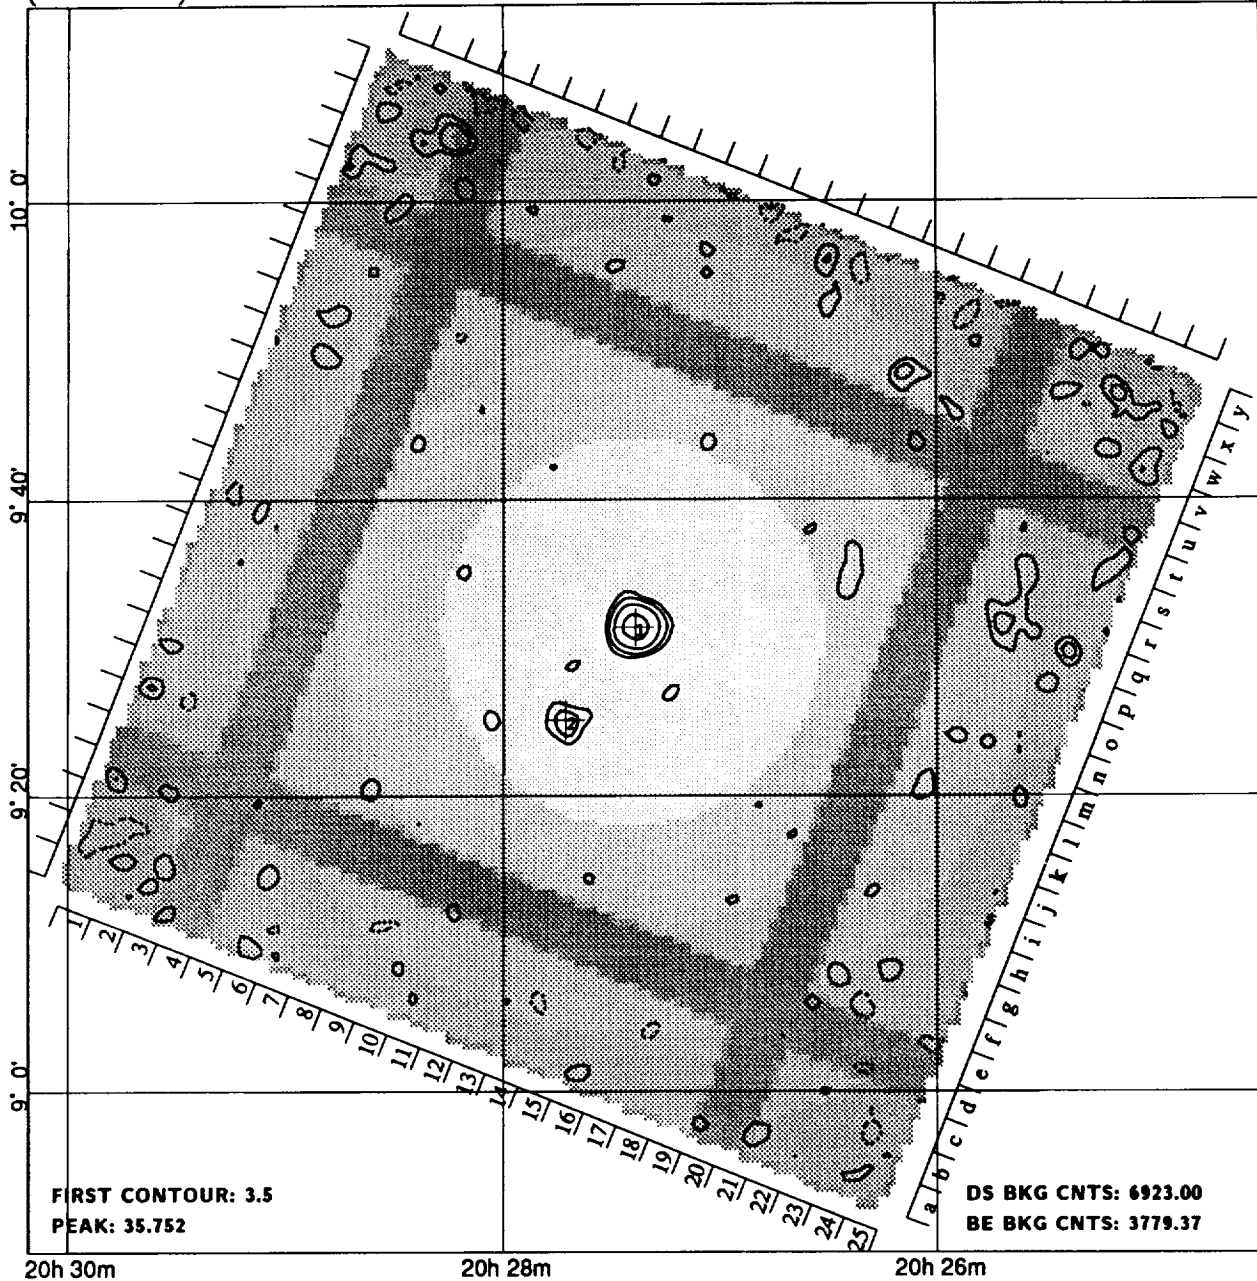 10° 0'
9° 40'
9° 20'
9° 0'
1
2
1 2 3 4 5 6 7 8 9 10 11 12 13 14 15 16 17 18 19 20 21 22 23 24 25
a b c d e f g h i j k l m n o p q r s t u v w x y
FIRST CONTOUR: 3.5
PEAK: 35.752
DS BKG CNTS: 6923.00
BE BKG CNTS: 3779.37
20h 30m 20h 28m 20h 26m